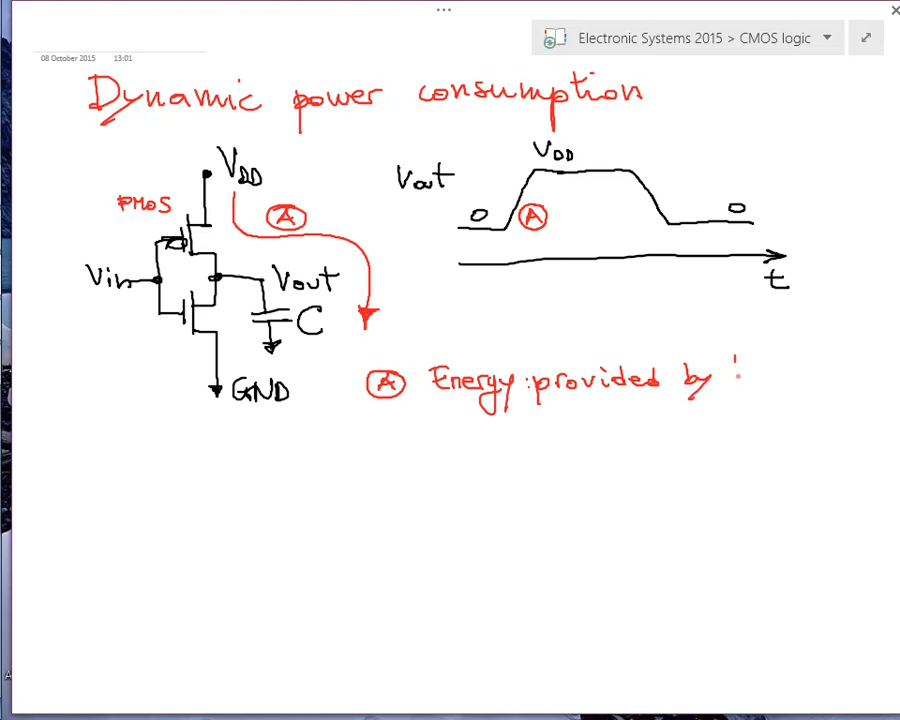 Electronic Systems 2015 > CMOS logic
08 October 2015 13:01
Dynamic power consumption
VDD
VDD
Vout
PMOS
A
0
A
0
Vin
Vout
t
C
A Energy provided by
GND